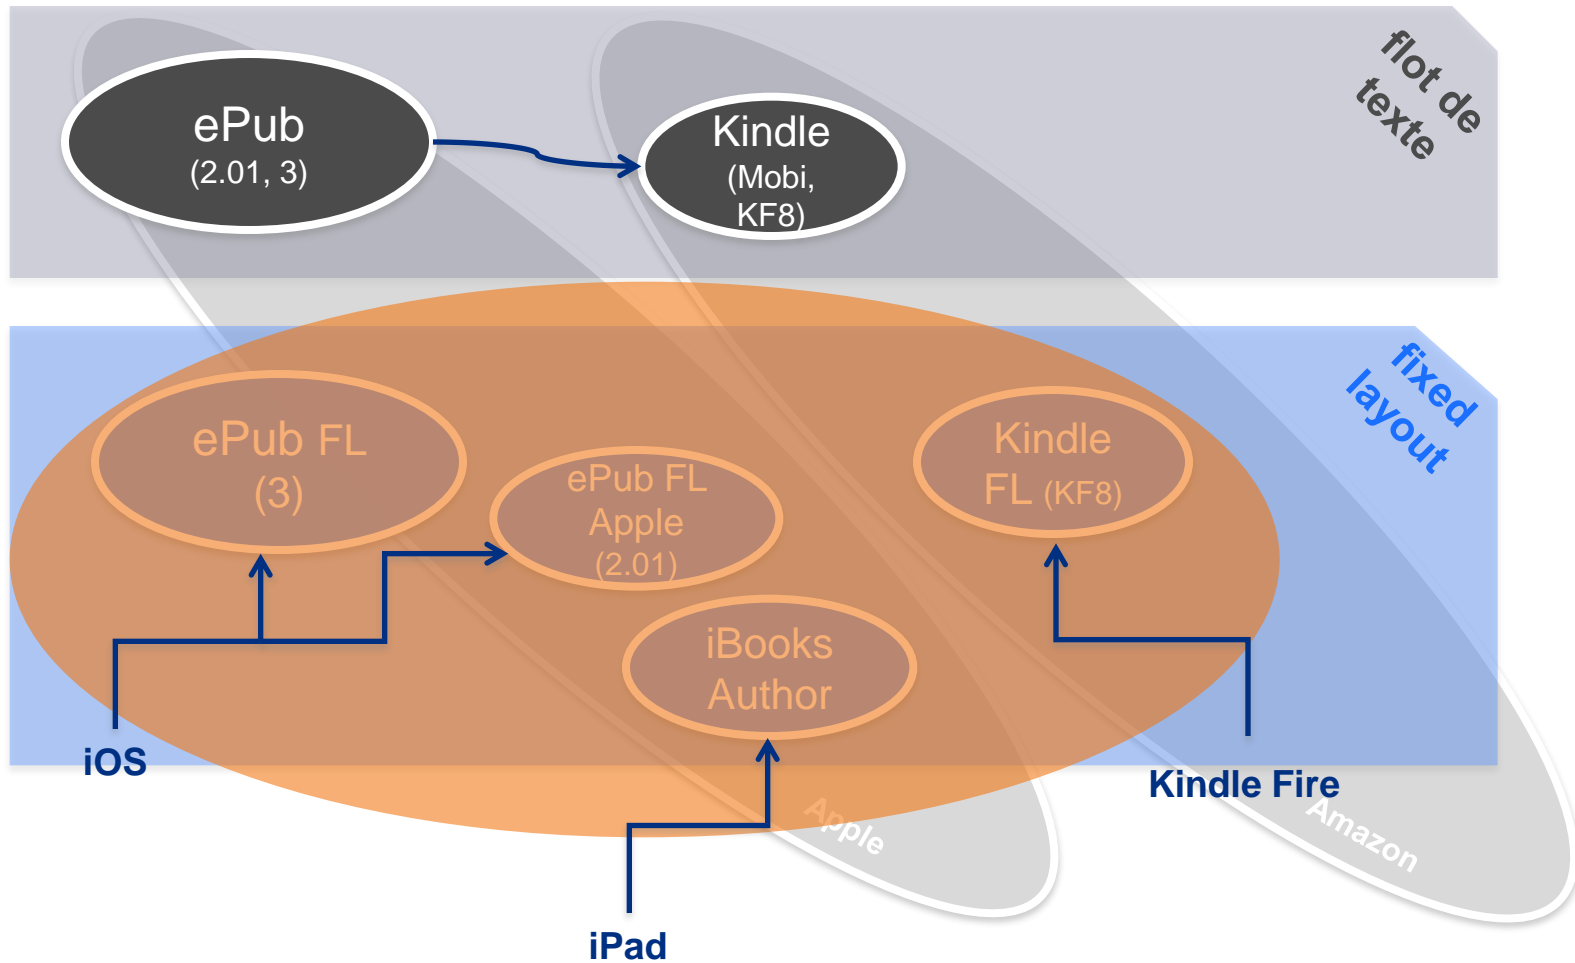 flot de
texte
ePub
(2.01, 3)
Kindle
(Mobi,
KF8)
fixed
layout
ePub FL
(3)
ePub FL
Apple
(2.01)
Kindle
FL (KF8)
iBooks
Author
iOS
Kindle Fire
Apple
Amazon
iPad